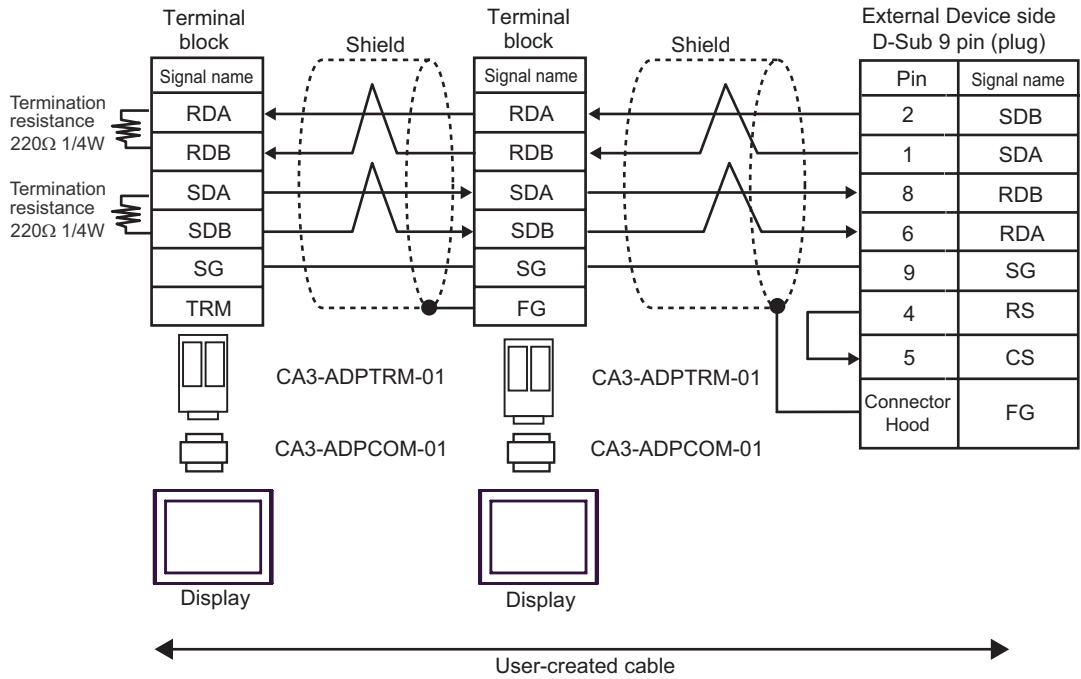 Terminal
block
Shield
Terminal
block
Shield
External Device side
D-Sub 9 pin (plug)
Termination
resistance
220Ω 1/4W
Termination
resistance
220Ω 1/4W
Signal name
RDA
RDB
SDA
SDB
SG
TRM
Signal name
RDA
RDB
SDA
SDB
SG
FG
Pin Signal name
2 SDB
1 SDA
8 RDB
6 RDA
9 SG
4 RS
5 CS
Connector
Hood
FG
CA3-ADPTRM-01
CA3-ADPTRM-01
CA3-ADPCOM-01
CA3-ADPCOM-01
Display
Display
User-created cable